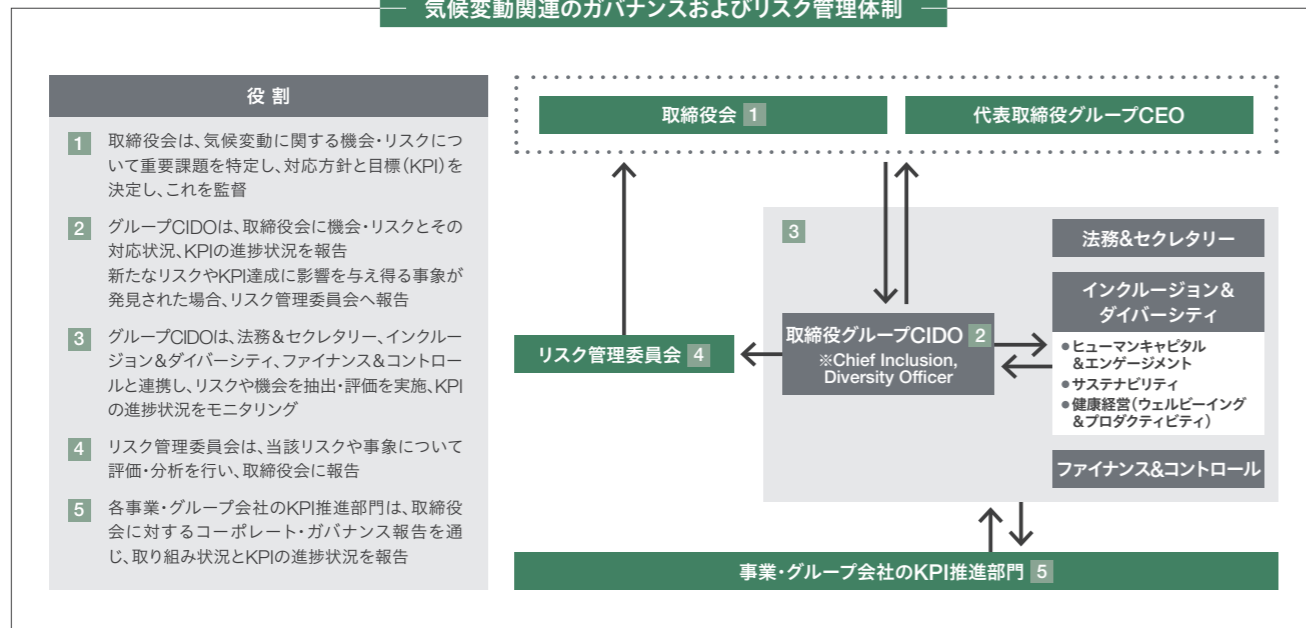 気候変動関連のガバナンスおよびリスク管理体制
役割
1 取締役会は、気候変動に関する機会・リスクにつ
いて重要課題を特定し、対応方針と目標（KPI）を
決定し、これを監督
2 グループCIDOは、取締役会に機会・リスクとその
対応状況、KPIの進捗状況を報告
新たなリスクやKPI達成に影響を与え得る事象が
発見された場合、リスク管理委員会へ報告
3 グループCIDOは、法務&セクレタリー、インクルー
ジョン&ダイバーシティ、ファイナンス&コントロー
ルと連携し、リスクや機会を抽出・評価を実施、KPI
の進捗状況をモニタリング
4 リスク管理委員会は、当該リスクや事象について
評価・分析を行い、取締役会に報告
5 各事業・グループ会社のKPI推進部門は、取締役
会に対するコーポレート・ガバナンス報告を通
じ、取り組み状況とKPIの進捗状況を報告
取締役会 1
代表取締役グループCEO
3
法務&セクレタリー
インクルージョン&
ダイバーシティ
●ヒューマンキャピタル
&エンゲージメント
●サステナビリティ
●健康経営（ウェルビーイング
&プロダクティビティ）
ファイナンス&コントロール
取締役グループCIDO 2
※Chief Inclusion,
Diversity Officer
リスク管理委員会 4
事業・グループ会社のKPI推進部門 5